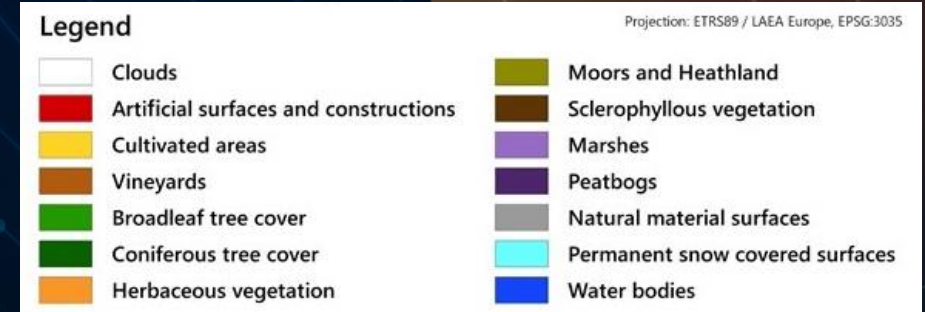 Legend
Projection: ETRS89 / LAEA Europe, EPSG:3035
Clouds
Artificial surfaces and constructions
Cultivated areas
Vineyards
Broadleaf tree cover
Coniferous tree cover
Herbaceous vegetation
Moors and Heathland
Sclerophyllous vegetation
Marshes
Peatbogs
Natural material surfaces
Permanent snow covered surfaces
Water bodies